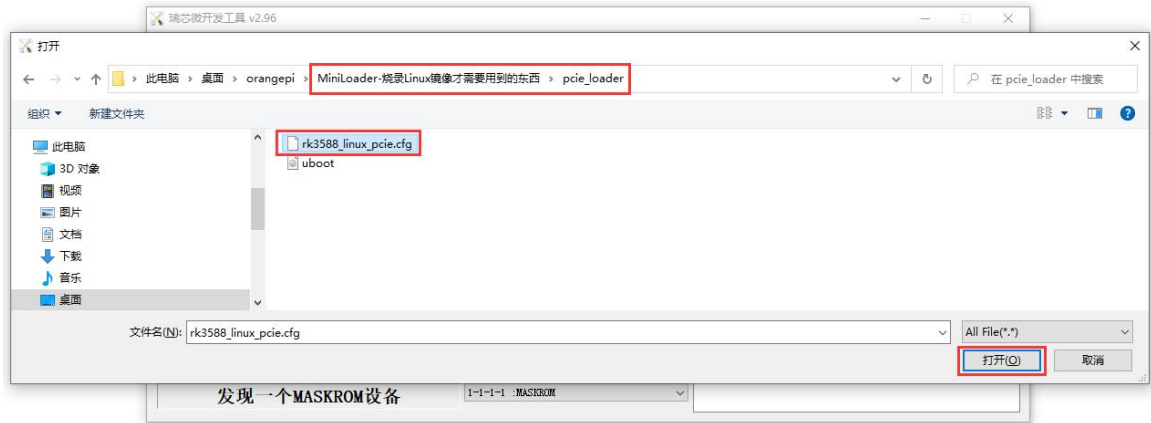 瑞芯微开发工具 v2.96
打开
此电脑 › 桌面 › orangepi › MiniLoader-烧录Linux镜像才需要用到的东西 › pcie_loader
在 pcie_loader 中搜索
组织 新建文件夹
此电脑
3D 对象
视频
图片
文档
下载
音乐
桌面
rk3588_linux_pcie.cfg
uboot
文件名(N): rk3588_linux_pcie.cfg
All File(*.*)
打开(O) 取消
发现一个MASKROM设备
1-1-1-1 :MASKROM